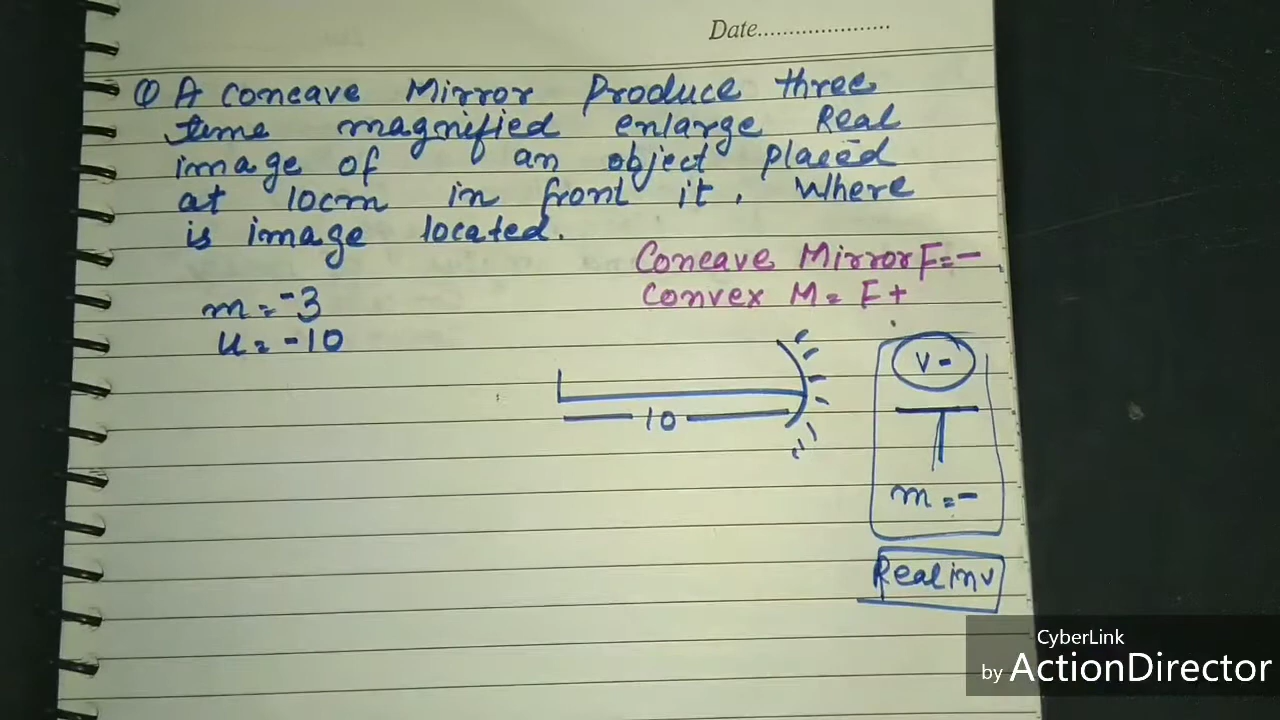 Date.....................
Q A Concave Mirror Produce three
time magnified enlarge Real
image of an object placed
at 10cm in front it. Where
is image located.
Concave Mirror F=-
Convex M= F+
m=-3
u=-10
10
V-
m=-
Real inv
CyberLink
by ActionDirector